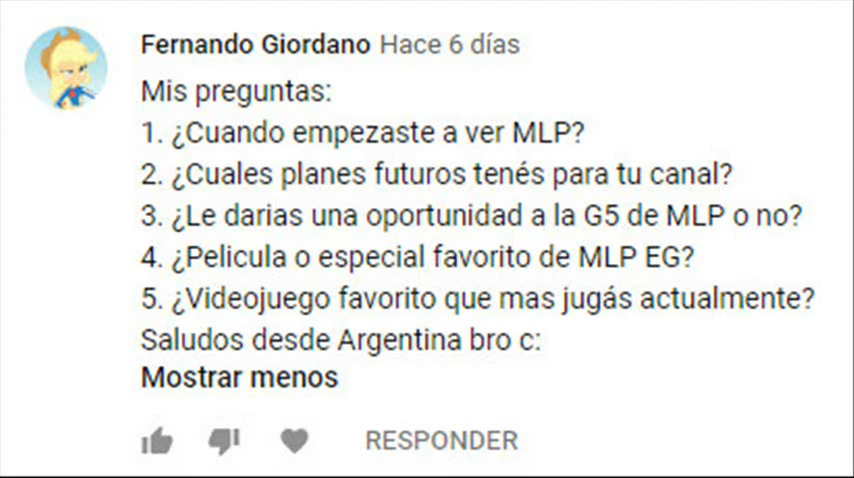 Fernando Giordano Hace 6 días
Mis preguntas:
1. ¿Cuando empezaste a ver MLP?
2. ¿Cuales planes futuros tenés para tu canal?
3. ¿Le darias una oportunidad a la G5 de MLP o no?
4. ¿Pelicula o especial favorito de MLP EG?
5. ¿Videojuego favorito que mas jugás actualmente?
Saludos desde Argentina bro c:
Mostrar menos
RESPONDER